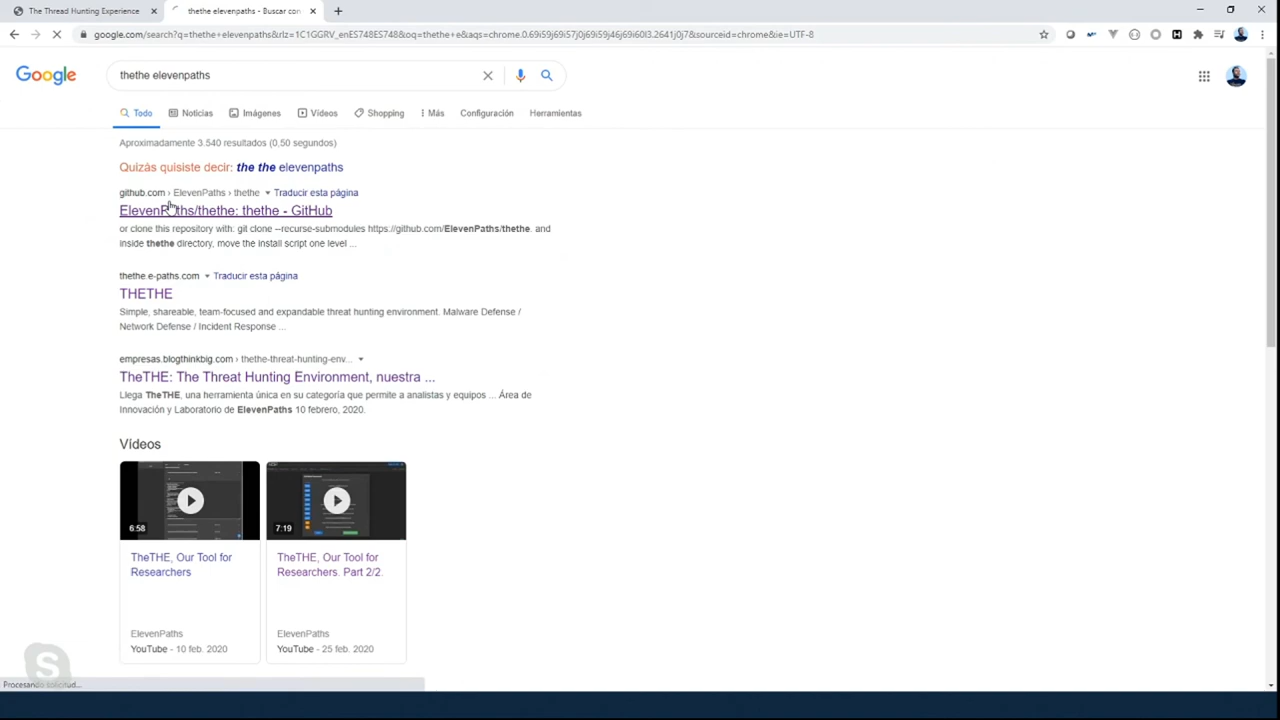 The Thread Hunting Experience
thethe elevenpaths - Buscar con
google.com/search?q=thethe+elevenpaths&rlz=1C1GGRV_enES748ES748&oq=thethe+e&aqs=chrome.0.69i59j69i57j0j69i59j46j69i60l3.2641j0j7&sourceid=chrome&ie=UTF-8
Google
thethe elevenpaths
Todo Noticias Imágenes Vídeos Shopping Más Configuración Herramientas
Aproximadamente 3.540 resultados (0,50 segundos)
Quizás quisiste decir: the the elevenpaths
github.com › ElevenPaths › thethe Traducir esta página
ElevenPaths/thethe: thethe - GitHub
or clone this repository with: git clone --recurse-submodules https://github.com/ElevenPaths/thethe. and
inside thethe directory, move the install script one level ...
thethe.e-paths.com Traducir esta página
THETHE
Simple, shareable, team-focused and expandable threat hunting environment. Malware Defense /
Network Defense / Incident Response ...
empresas.blogthinkbig.com › thethe-threat-hunting-env...
TheTHE: The Threat Hunting Environment, nuestra ...
Llega TheTHE, una herramienta única en su categoría que permite a analistas y equipos ... Área de
Innovación y Laboratorio de ElevenPaths 10 febrero, 2020.
Vídeos
6:58
7:19
TheTHE, Our Tool for
Researchers
TheTHE, Our Tool for
Researchers. Part 2/2.
ElevenPaths
YouTube - 10 feb. 2020
ElevenPaths
YouTube - 25 feb. 2020
S
Procesando solicitud...